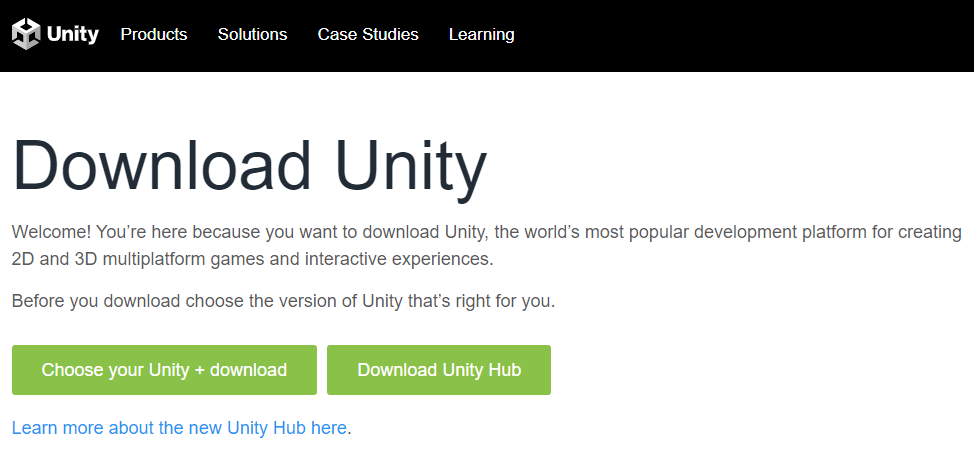 Unity Products Solutions Case Studies Learning
Download Unity
Welcome! You’re here because you want to download Unity, the world’s most popular development platform for creating
2D and 3D multiplatform games and interactive experiences.
Before you download choose the version of Unity that’s right for you.
Choose your Unity + download Download Unity Hub
Learn more about the new Unity Hub here.